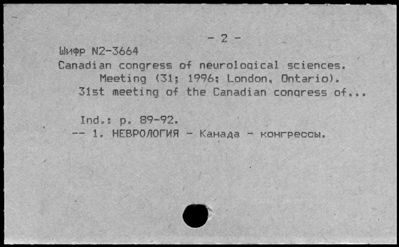 - 2 -
Шифр N2-3664
Canadian congress of neurological sciences.
Meeting (31; 1996; London, Ontario).
31st meeting of the Canadian congress of...
Ind.: p. 89-92.
-- 1. НЕВРОЛОГИЯ - Канада - конгрессы.